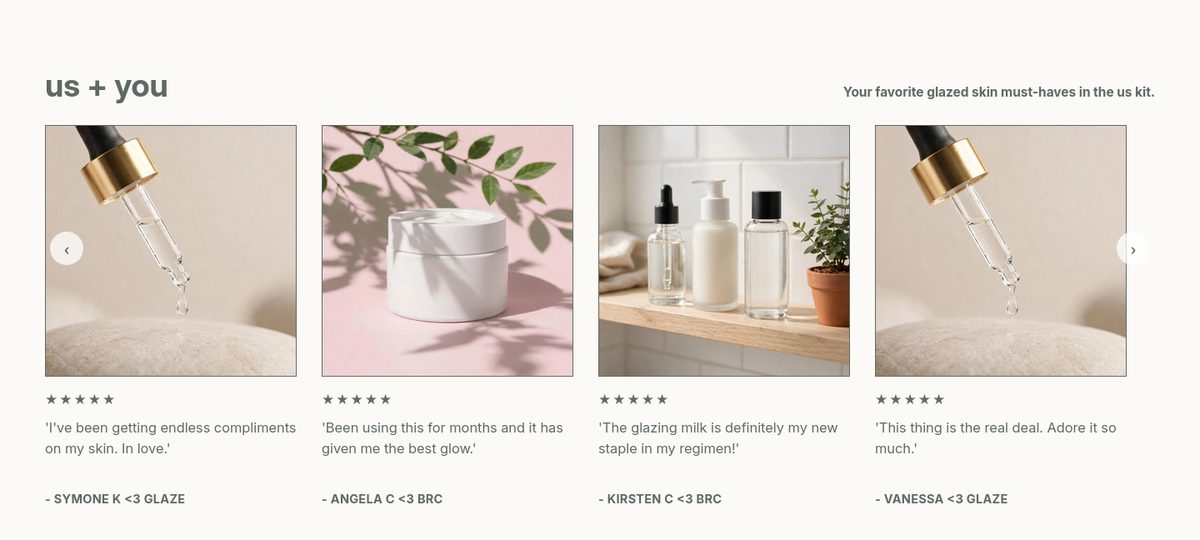 us + you
Your favorite glazed skin must-haves in the us kit.
‹
›
★★★★★
'I've been getting endless compliments
on my skin. In love.'
- SYMONE K <3 GLAZE
★★★★★
'Been using this for months and it has
given me the best glow.'
- ANGELA C <3 BRC
★★★★★
'The glazing milk is definitely my new
staple in my regimen!'
- KIRSTEN C <3 BRC
★★★★★
'This thing is the real deal. Adore it so
much.'
- VANESSA <3 GLAZE